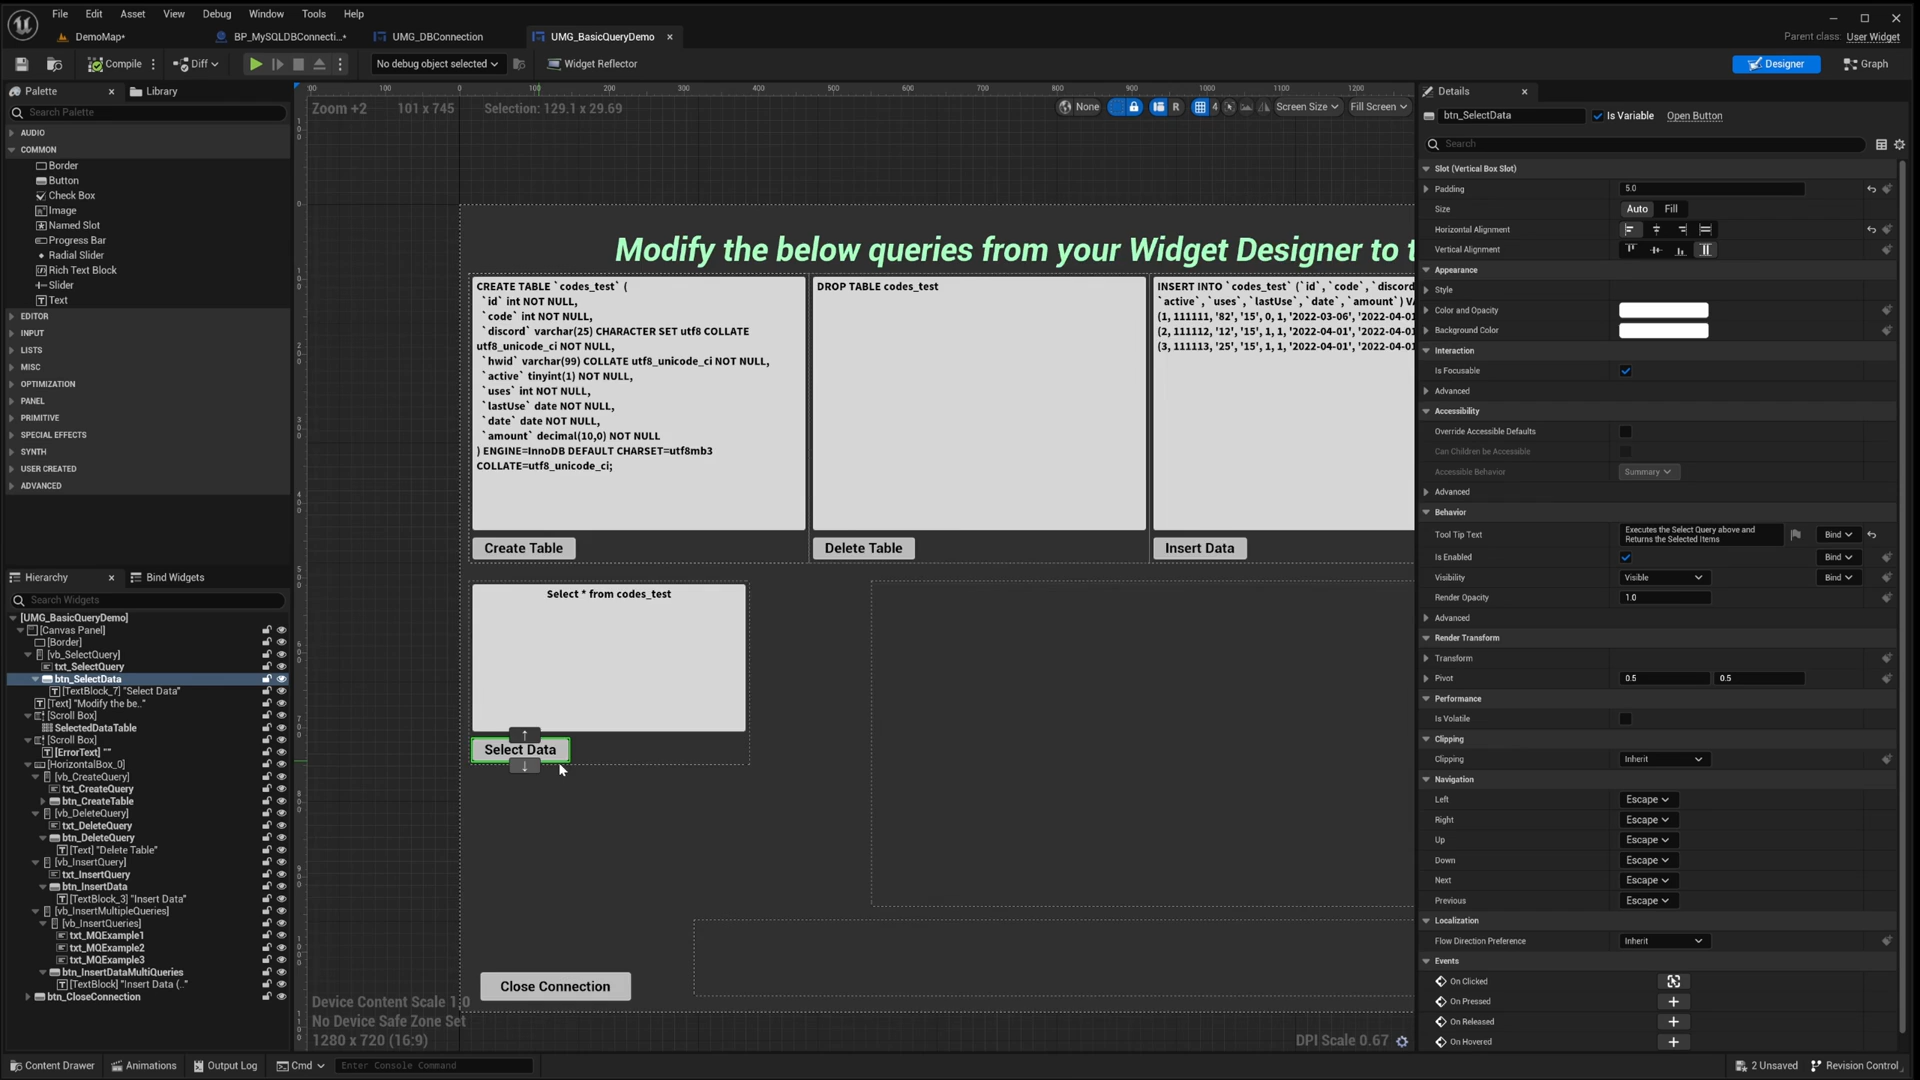 File Edit Asset View Debug Window Tools Help
DemoMap* BP_MySQLDBConnecti...* UMG_DBConnection UMG_BasicQueryDemo
Parent class: User Widget
Compile Diff No debug object selected Widget Reflector Designer Graph
Palette Library
Search Palette
AUDIO
COMMON
Border
Button
Check Box
Image
Named Slot
Progress Bar
Radial Slider
Rich Text Block
Slider
Text
EDITOR
INPUT
LISTS
MISC
OPTIMIZATION
PANEL
PRIMITIVE
SPECIAL EFFECTS
SYNTH
USER CREATED
ADVANCED
Hierarchy Bind Widgets
Search Widgets
[UMG_BasicQueryDemo]
[Canvas Panel]
[Border]
[vb_SelectQuery]
txt_SelectQuery
btn_SelectData
[TextBlock_7] "Select Data"
[Text] "Modify the be.."
[Scroll Box]
SelectedDataTable
[Scroll Box]
[ErrorText] ""
[HorizontalBox_0]
[vb_CreateQuery]
txt_CreateQuery
btn_CreateTable
[vb_DeleteQuery]
txt_DeleteQuery
btn_DeleteQuery
[Text] "Delete Table"
[vb_InsertQuery]
txt_InsertQuery
btn_InsertData
[TextBlock_3] "Insert Data"
[vb_InsertMultipleQueries]
[vb_InsertQueries]
txt_MQExample1
txt_MQExample2
txt_MQExample3
btn_InsertDataMultiQueries
[TextBlock] "Insert Data (.."
btn_CloseConnection
Zoom +2 101 x 745 Selection: 129.1 x 29.69
None R 4 Screen Size Fill Screen
0 100 200 300 400 500 600 700 800 900 1000 1100 1200
Modify the below queries from your Widget Designer to t
CREATE TABLE `codes_test` (
`id` int NOT NULL,
`code` int NOT NULL,
`discord` varchar(25) CHARACTER SET utf8 COLLATE
utf8_unicode_ci NOT NULL,
`hwid` varchar(99) COLLATE utf8_unicode_ci NOT NULL,
`active` tinyint(1) NOT NULL,
`uses` int NOT NULL,
`lastUse` date NOT NULL,
`date` date NOT NULL,
`amount` decimal(10,0) NOT NULL
) ENGINE=InnoDB DEFAULT CHARSET=utf8mb3
COLLATE=utf8_unicode_ci;
DROP TABLE codes_test
INSERT INTO `codes_test` (`id`, `code`, `discord
`active`, `uses`, `lastUse`, `date`, `amount`) V
(1, 111111, '82', '15', 0, 1, '2022-03-06', '2022-04-01
(2, 111112, '12', '15', 1, 1, '2022-04-01', '2022-04-01
(3, 111113, '25', '15', 1, 1, '2022-04-01', '2022-04-01
Create Table Delete Table Insert Data
Select * from codes_test
Select Data
Close Connection
Device Content Scale 1.0
No Device Safe Zone Set
1280 x 720 (16:9)
DPI Scale 0.67
Details
btn_SelectData Is Variable Open Button
Search
Slot (Vertical Box Slot)
Padding 5.0
Size Auto Fill
Horizontal Alignment
Vertical Alignment
Appearance
Style
Color and Opacity
Background Color
Interaction
Is Focusable
Advanced
Accessibility
Override Accessible Defaults
Can Children be Accessible
Accessible Behavior Summary
Advanced
Behavior
Tool Tip Text Executes the Select Query above and
Returns the Selected Items Bind
Is Enabled Bind
Visibility Visible Bind
Render Opacity 1.0
Advanced
Render Transform
Transform
Pivot 0.5 0.5
Performance
Is Volatile
Clipping
Clipping Inherit
Navigation
Left Escape
Right Escape
Up Escape
Down Escape
Next Escape
Previous Escape
Localization
Flow Direction Preference Inherit
Events
On Clicked
On Pressed
On Released
On Hovered
Content Drawer Animations Output Log Cmd Enter Console Command 2 Unsaved Revision Control